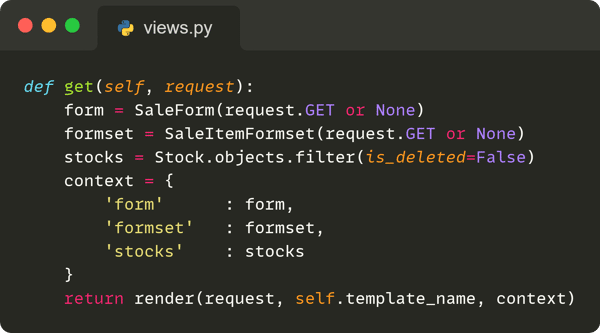 views.py
def get(self, request):
    form = SaleForm(request.GET or None)
    formset = SaleItemFormset(request.GET or None)
    stocks = Stock.objects.filter(is_deleted=False)
    context = {
        'form'      : form,
        'formset'   : formset,
        'stocks'    : stocks
    }
    return render(request, self.template_name, context)